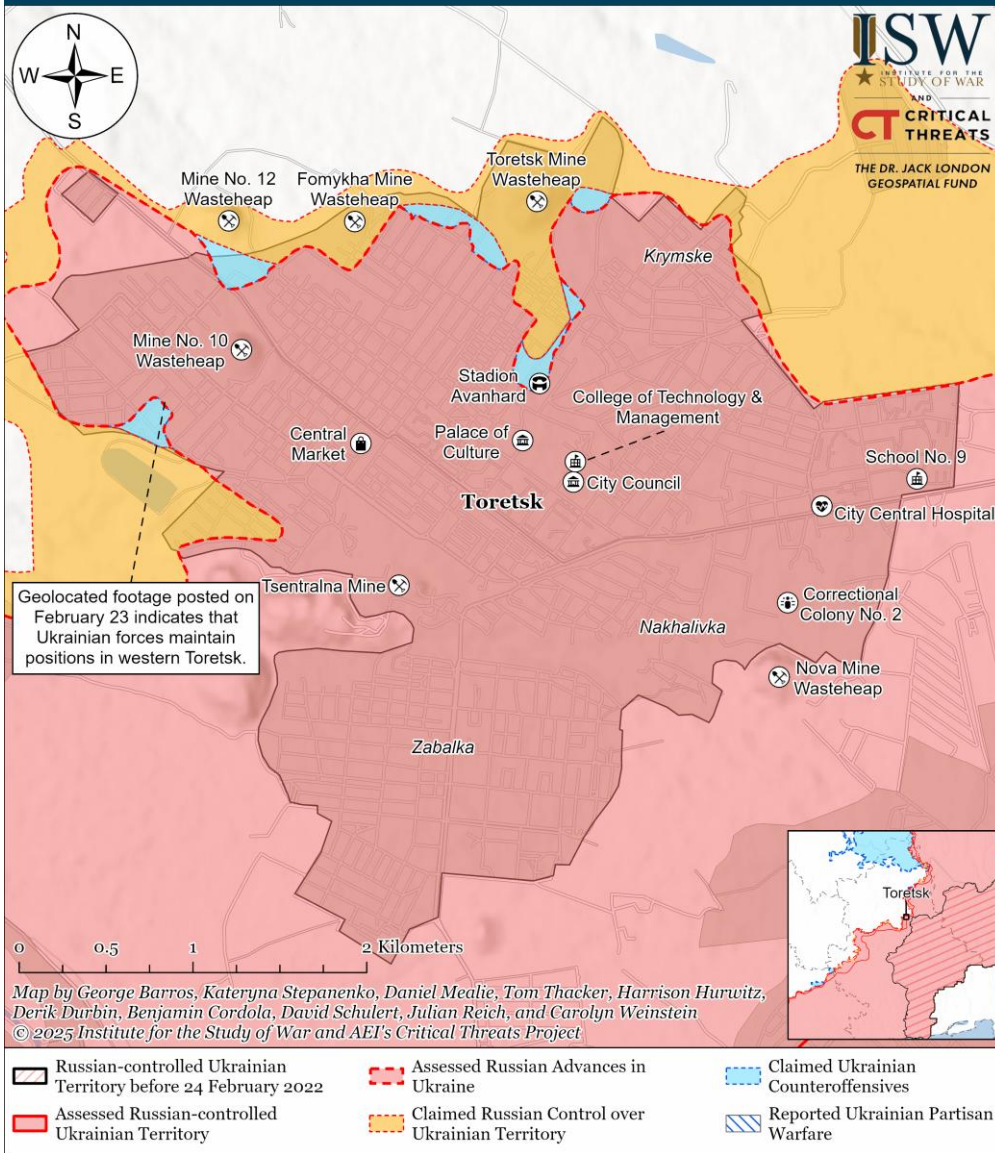 N
W
E
S
ISW
INSTITUTE FOR THE
STUDY OF WAR
AND
CT CRITICAL
THREATS
THE DR. JACK LONDON
GEOSPATIAL FUND
Mine No. 12
Wasteheap
Fomykha Mine
Wasteheap
Toretsk Mine
Wasteheap
Krymske
Mine No. 10
Wasteheap
Stadion
Avanhard
College of Technology &
Management
Central
Market
Palace of
Culture
City Council
School No. 9
Toretsk
City Central Hospital
Tsentralna Mine
Geolocated footage posted on
February 23 indicates that
Ukrainian forces maintain
positions in western Toretsk.
Correctional
Colony No. 2
Nakhalivka
Nova Mine
Wasteheap
Zabalka
Toretsk
0 0.5 1 2 Kilometers
Map by George Barros, Kateryna Stepanenko, Daniel Mealie, Tom Thacker, Harrison Hurwitz,
Derik Durbin, Benjamin Cordola, David Schulert, Julian Reich, and Carolyn Weinstein
© 2025 Institute for the Study of War and AEI's Critical Threats Project
Russian-controlled Ukrainian
Territory before 24 February 2022
Assessed Russian Advances in
Ukraine
Claimed Ukrainian
Counteroffensives
Assessed Russian-controlled
Ukrainian Territory
Claimed Russian Control over
Ukrainian Territory
Reported Ukrainian Partisan
Warfare